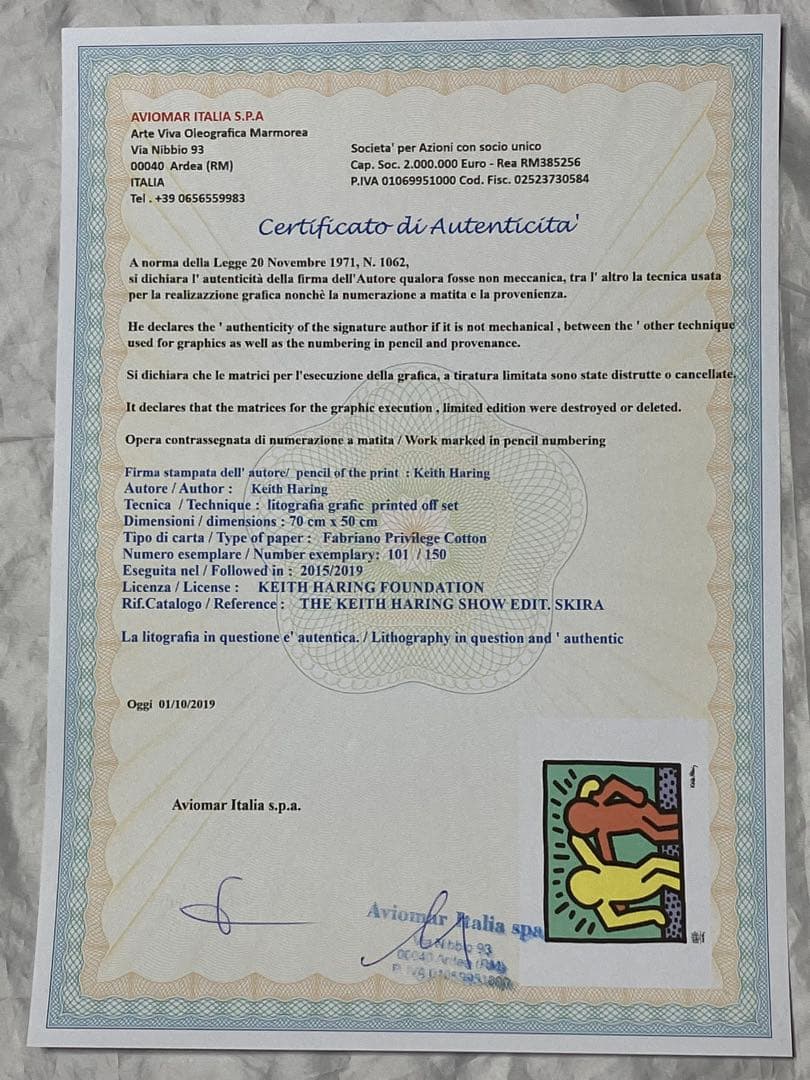 AVIOMAR ITALIA S.P.A
Arte Viva Oleografica Marmorea
Via Nibbio 93
00040 Ardea (RM)
ITALIA
Tel . +39 0656559983
Societa' per Azioni con socio unico
Cap. Soc. 2.000.000 Euro - Rea RM385256
P.IVA 01069951000 Cod. Fisc. 02523730584
Certificato di Autenticita'
A norma della Legge 20 Novembre 1971, N. 1062,
si dichiara l' autenticità della firma dell'Autore qualora fosse non meccanica, tra l' altro la tecnica usata
per la realizazzione grafica nonchè la numerazione a matita e la provenienza.
He declares the ' authenticity of the signature author if it is not mechanical , between the ' other technique
used for graphics as well as the numbering in pencil and provenance.
Si dichiara che le matrici per l'esecuzione della grafica, a tiratura limitata sono state distrutte o cancellate.
It declares that the matrices for the graphic execution , limited edition were destroyed or deleted.
Opera contrassegnata di numerazione a matita / Work marked in pencil numbering
Firma stampata dell' autore/ pencil of the print : Keith Haring
Autore / Author : Keith Haring
Tecnica / Technique : litografia grafic printed off set
Dimensioni / dimensions : 70 cm x 50 cm
Tipo di carta / Type of paper : Fabriano Privilege Cotton
Numero esemplare / Number exemplary: 101 / 150
Eseguita nel / Followed in : 2015/2019
Licenza / License : KEITH HARING FOUNDATION
Rif.Catalogo / Reference : THE KEITH HARING SHOW EDIT. SKIRA
La litografia in questione e' autentica. / Lithography in question and ' authentic
Oggi 01/10/2019
Aviomar Italia s.p.a.
Aviomar Italia spa
Via Nibbio 93
00040 Ardea (RM)
P. IVA 01069951000